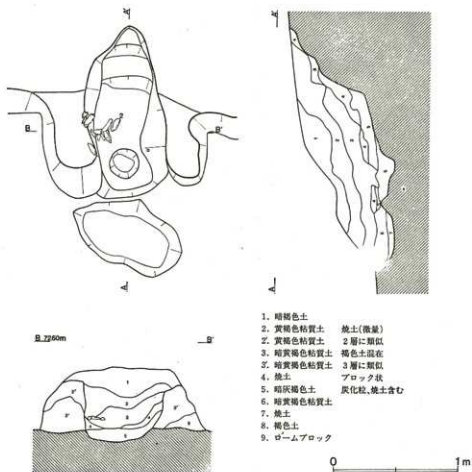 A'
B
B'
A
A'
A
B 7260m
B'
1
2
3
1. 暗褐色土
2. 黄褐色粘質土 焼土(微量)
2'. 黄褐色粘質土 2層に類似
3. 暗黄褐色粘質土 褐色土混在
3'. 暗黄褐色粘質土 3層に類似
4. 焼土 ブロック状
5. 暗灰褐色土 炭化粒、焼土含む
6. 暗黄褐色粘質土
7. 焼土
8. 褐色土
9. ロームブロック
0 1m